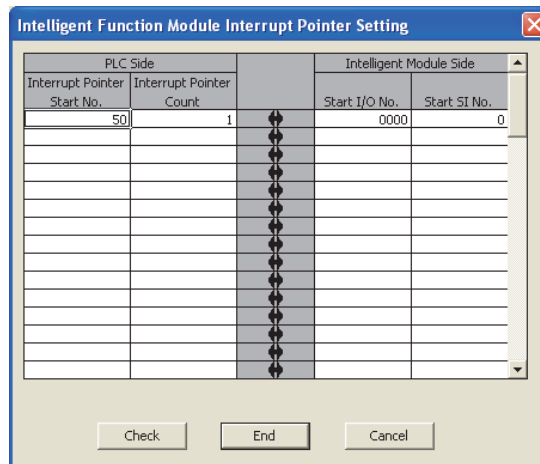 Intelligent Function Module Interrupt Pointer Setting
PLC Side Intelligent Module Side
Interrupt Pointer Start No. Interrupt Pointer Count Start I/O No. Start SI No.
50 1 0000 0
Check End Cancel